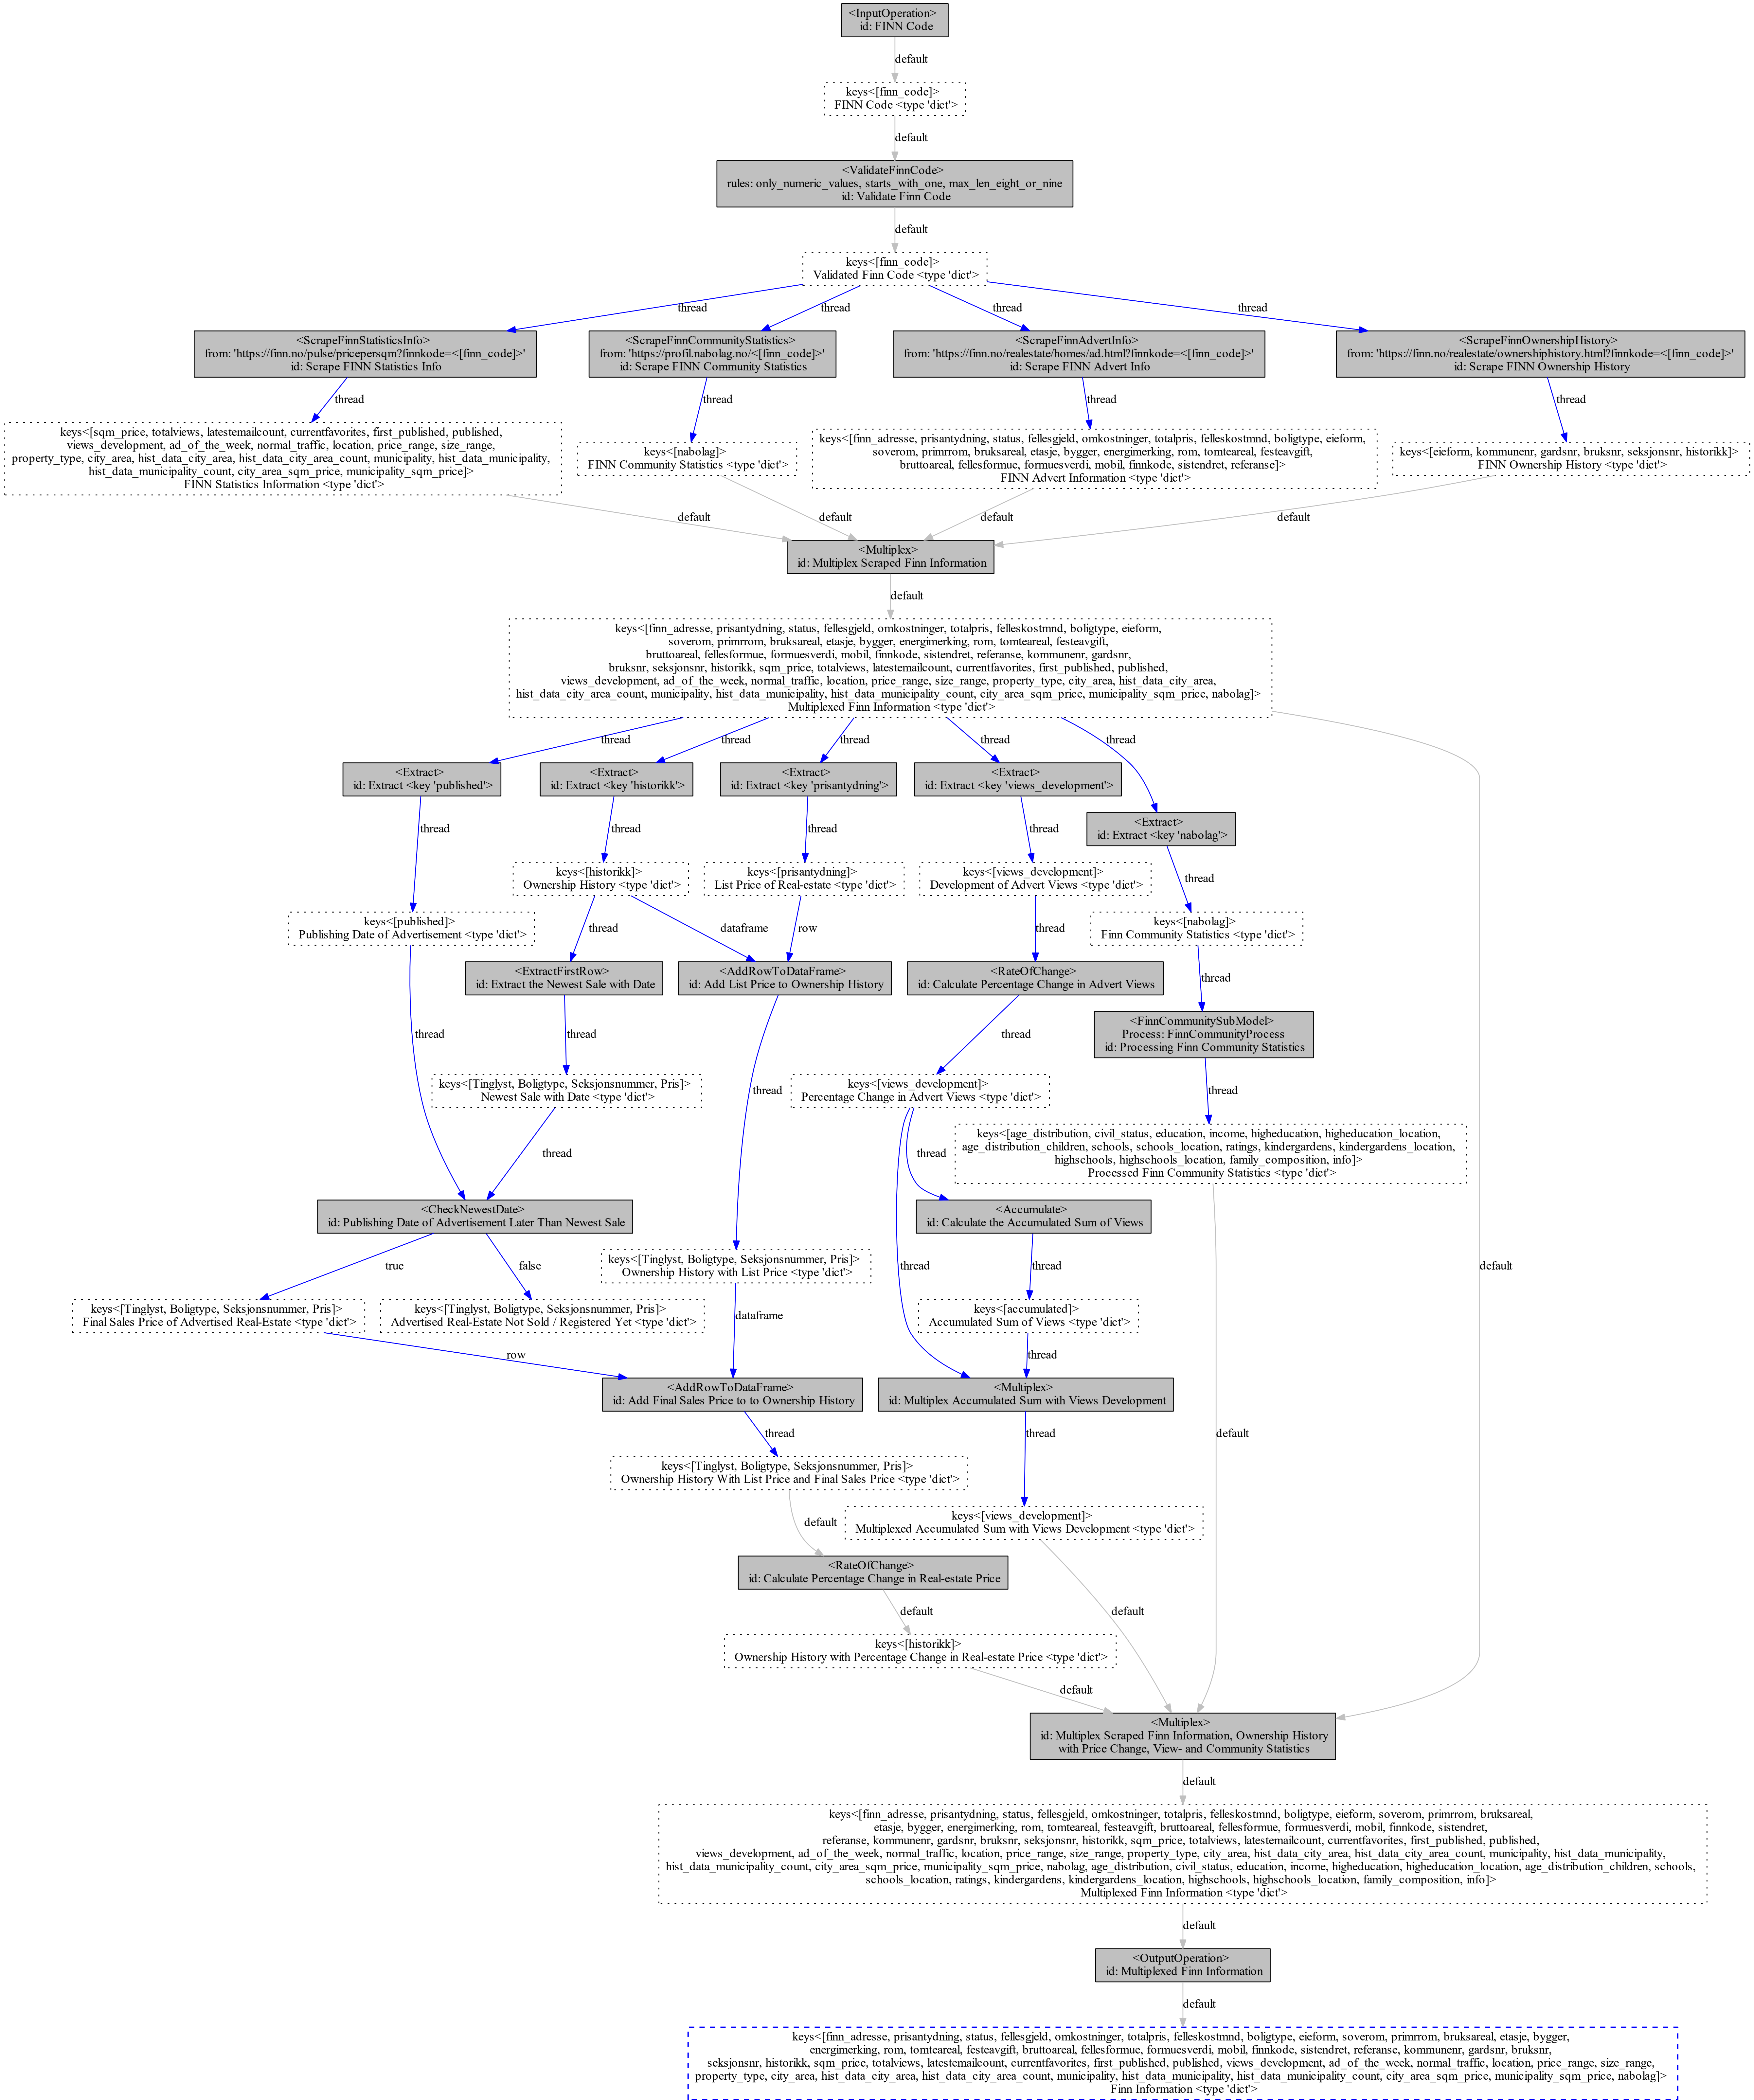 <InputOperation>
id: FINN Code
default
keys<[finn_code]>
FINN Code <type 'dict'>
default
<ValidateFinnCode>
rules: only_numeric_values, starts_with_one, max_len_eight_or_nine
id: Validate Finn Code
default
keys<[finn_code]>
Validated Finn Code <type 'dict'>
thread
thread
thread
thread
<ScrapeFinnStatisticsInfo>
from: 'https://finn.no/pulse/pricepersqm?finnkode=<[finn_code]>'
id: Scrape FINN Statistics Info
<ScrapeFinnCommunityStatistics>
from: 'https://profil.nabolag.no/<[finn_code]>'
id: Scrape FINN Community Statistics
<ScrapeFinnAdvertInfo>
from: 'https://finn.no/realestate/homes/ad.html?finnkode=<[finn_code]>'
id: Scrape FINN Advert Info
<ScrapeFinnOwnershipHistory>
from: 'https://finn.no/realestate/ownershiphistory.html?finnkode=<[finn_code]>'
id: Scrape FINN Ownership History
thread
thread
thread
thread
keys<[sqm_price, totalviews, latestemailcount, currentfavorites, first_published, published,
views_development, ad_of_the_week, normal_traffic, location, price_range, size_range,
property_type, city_area, hist_data_city_area, hist_data_city_area_count, municipality, hist_data_municipality,
hist_data_municipality_count, city_area_sqm_price, municipality_sqm_price]>
FINN Statistics Information <type 'dict'>
keys<[nabolag]>
FINN Community Statistics <type 'dict'>
keys<[finn_adresse, prisantydning, status, fellesgjeld, omkostninger, totalpris, felleskostmnd, boligtype, eieform,
soverom, primrrom, bruksareal, etasje, bygger, energimerking, rom, tomteareal, festeavgift,
bruttoareal, fellesformue, formuesverdi, mobil, finnkode, sistendret, referanse]>
FINN Advert Information <type 'dict'>
keys<[eieform, kommunenr, gardsnr, bruksnr, seksjonsnr, historikk]>
FINN Ownership History <type 'dict'>
default
default
default
default
<Multiplex>
id: Multiplex Scraped Finn Information
default
keys<[finn_adresse, prisantydning, status, fellesgjeld, omkostninger, totalpris, felleskostmnd, boligtype, eieform,
soverom, primrrom, bruksareal, etasje, bygger, energimerking, rom, tomteareal, festeavgift,
bruttoareal, fellesformue, formuesverdi, mobil, finnkode, sistendret, referanse, kommunenr, gardsnr,
bruksnr, seksjonsnr, historikk, sqm_price, totalviews, latestemailcount, currentfavorites, first_published, published,
views_development, ad_of_the_week, normal_traffic, location, price_range, size_range, property_type, city_area, hist_data_city_area,
hist_data_city_area_count, municipality, hist_data_municipality, hist_data_municipality_count, city_area_sqm_price, municipality_sqm_price, nabolag]>
Multiplexed Finn Information <type 'dict'>
thread
thread
thread
thread
thread
<Extract>
id: Extract <key 'published'>
<Extract>
id: Extract <key 'historikk'>
<Extract>
id: Extract <key 'prisantydning'>
<Extract>
id: Extract <key 'views_development'>
<Extract>
id: Extract <key 'nabolag'>
thread
thread
thread
thread
thread
keys<[historikk]>
Ownership History <type 'dict'>
keys<[prisantydning]>
List Price of Real-estate <type 'dict'>
keys<[views_development]>
Development of Advert Views <type 'dict'>
keys<[published]>
Publishing Date of Advertisement <type 'dict'>
keys<[nabolag]>
Finn Community Statistics <type 'dict'>
thread
dataframe
row
thread
<ExtractFirstRow>
id: Extract the Newest Sale with Date
<AddRowToDataFrame>
id: Add List Price to Ownership History
<RateOfChange>
id: Calculate Percentage Change in Advert Views
thread
<FinnCommunitySubModel>
Process: FinnCommunityProcess
id: Processing Finn Community Statistics
thread
thread
thread
keys<[Tinglyst, Boligtype, Seksjonsnummer, Pris]>
Newest Sale with Date <type 'dict'>
thread
keys<[views_development]>
Percentage Change in Advert Views <type 'dict'>
thread
keys<[age_distribution, civil_status, education, income, higheducation, higheducation_location,
age_distribution_children, schools, schools_location, ratings, kindergardens, kindergardens_location,
highschools, highschools_location, family_composition, info]>
Processed Finn Community Statistics <type 'dict'>
thread
thread
<CheckNewestDate>
id: Publishing Date of Advertisement Later Than Newest Sale
<Accumulate>
id: Calculate the Accumulated Sum of Views
true
false
keys<[Tinglyst, Boligtype, Seksjonsnummer, Pris]>
Ownership History with List Price <type 'dict'>
thread
thread
default
keys<[Tinglyst, Boligtype, Seksjonsnummer, Pris]>
Final Sales Price of Advertised Real-Estate <type 'dict'>
keys<[Tinglyst, Boligtype, Seksjonsnummer, Pris]>
Advertised Real-Estate Not Sold / Registered Yet <type 'dict'>
dataframe
keys<[accumulated]>
Accumulated Sum of Views <type 'dict'>
row
thread
<AddRowToDataFrame>
id: Add Final Sales Price to to Ownership History
<Multiplex>
id: Multiplex Accumulated Sum with Views Development
thread
thread
default
keys<[Tinglyst, Boligtype, Seksjonsnummer, Pris]>
Ownership History With List Price and Final Sales Price <type 'dict'>
default
keys<[views_development]>
Multiplexed Accumulated Sum with Views Development <type 'dict'>
<RateOfChange>
id: Calculate Percentage Change in Real-estate Price
default
default
keys<[historikk]>
Ownership History with Percentage Change in Real-estate Price <type 'dict'>
default
<Multiplex>
id: Multiplex Scraped Finn Information, Ownership History
with Price Change, View- and Community Statistics
default
keys<[finn_adresse, prisantydning, status, fellesgjeld, omkostninger, totalpris, felleskostmnd, boligtype, eieform, soverom, primrrom, bruksareal,
etasje, bygger, energimerking, rom, tomteareal, festeavgift, bruttoareal, fellesformue, formuesverdi, mobil, finnkode, sistendret,
referanse, kommunenr, gardsnr, bruksnr, seksjonsnr, historikk, sqm_price, totalviews, latestemailcount, currentfavorites, first_published, published,
views_development, ad_of_the_week, normal_traffic, location, price_range, size_range, property_type, city_area, hist_data_city_area, hist_data_city_area_count, municipality, hist_data_municipality,
hist_data_municipality_count, city_area_sqm_price, municipality_sqm_price, nabolag, age_distribution, civil_status, education, income, higheducation, higheducation_location, age_distribution_children, schools,
schools_location, ratings, kindergardens, kindergardens_location, highschools, highschools_location, family_composition, info]>
Multiplexed Finn Information <type 'dict'>
default
<OutputOperation>
id: Multiplexed Finn Information
default
keys<[finn_adresse, prisantydning, status, fellesgjeld, omkostninger, totalpris, felleskostmnd, boligtype, eieform, soverom, primrrom, bruksareal, etasje, bygger,
energimerking, rom, tomteareal, festeavgift, bruttoareal, fellesformue, formuesverdi, mobil, finnkode, sistendret, referanse, kommunenr, gardsnr, bruksnr,
seksjonsnr, historikk, sqm_price, totalviews, latestemailcount, currentfavorites, first_published, published, views_development, ad_of_the_week, normal_traffic, location, price_range, size_range,
property_type, city_area, hist_data_city_area, hist_data_city_area_count, municipality, hist_data_municipality, hist_data_municipality_count, city_area_sqm_price, municipality_sqm_price, nabolag]>
Finn Information <type 'dict'>